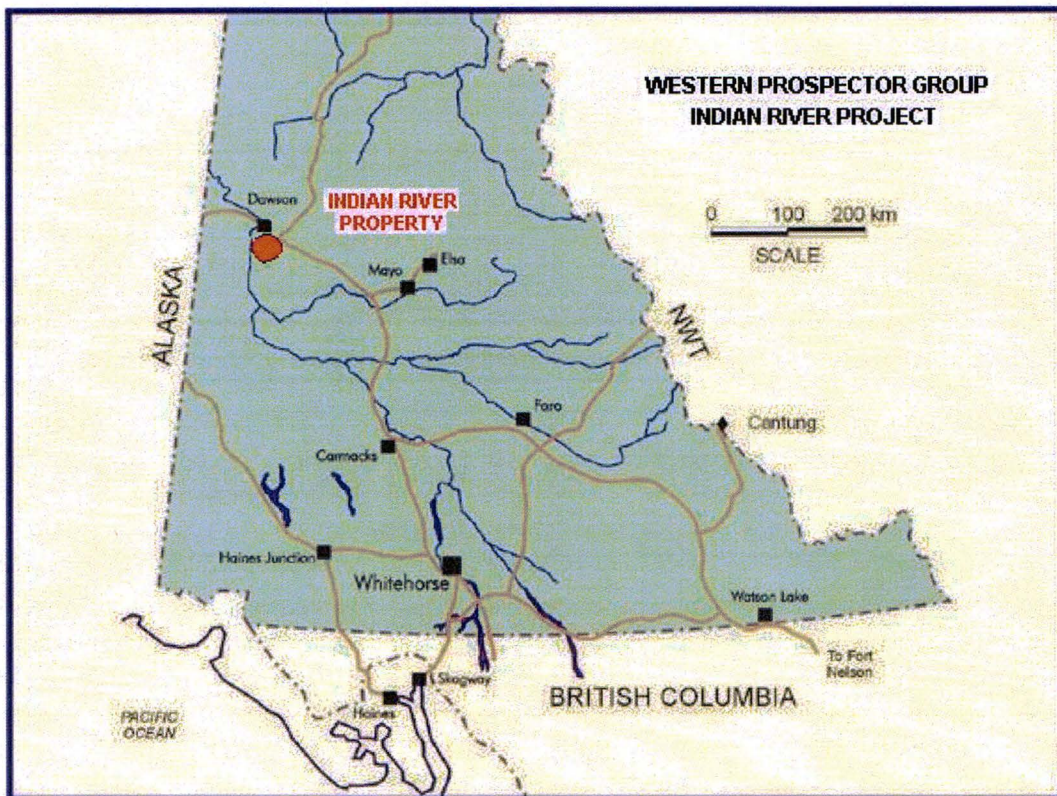 WESTERN PROSPECTOR GROUP
INDIAN RIVER PROJECT
Dawson
INDIAN RIVER
PROPERTY
0 100 200 km
SCALE
Elsa
Mayo
ALASKA
NWT
Faro
Cantung
Carmacks
Haines Junction
Whitehorse
Watson Lake
To Fort
Nelson
Skagway
BRITISH COLUMBIA
Haines
PACIFIC
OCEAN